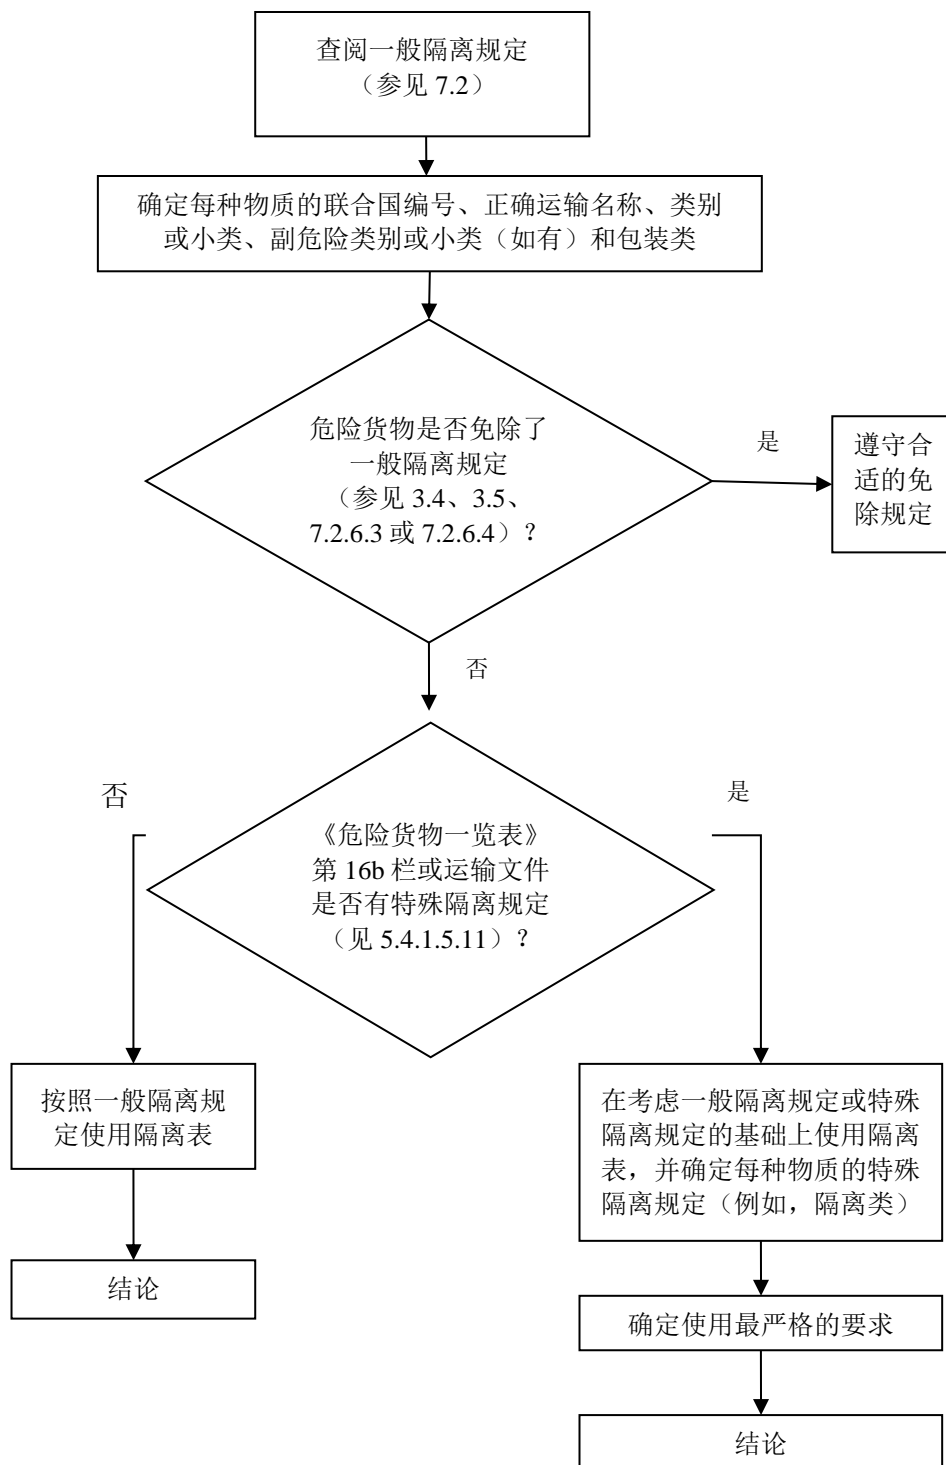 查阅一般隔离规定
（参见 7.2）
确定每种物质的联合国编号、正确运输名称、类别
或小类、副危险类别或小类（如有）和包装类
危险货物是否免除了
一般隔离规定
（参见 3.4、3.5、
7.2.6.3 或 7.2.6.4）？
是
遵守合
适的免
除规定
否
否
是
《危险货物一览表》
第 16b 栏或运输文件
是否有特殊隔离规定
（见 5.4.1.5.11）？
按照一般隔离规
定使用隔离表
在考虑一般隔离规定或特殊
隔离规定的基础上使用隔离
表，并确定每种物质的特殊
隔离规定（例如，隔离类）
结论
确定使用最严格的要求
结论